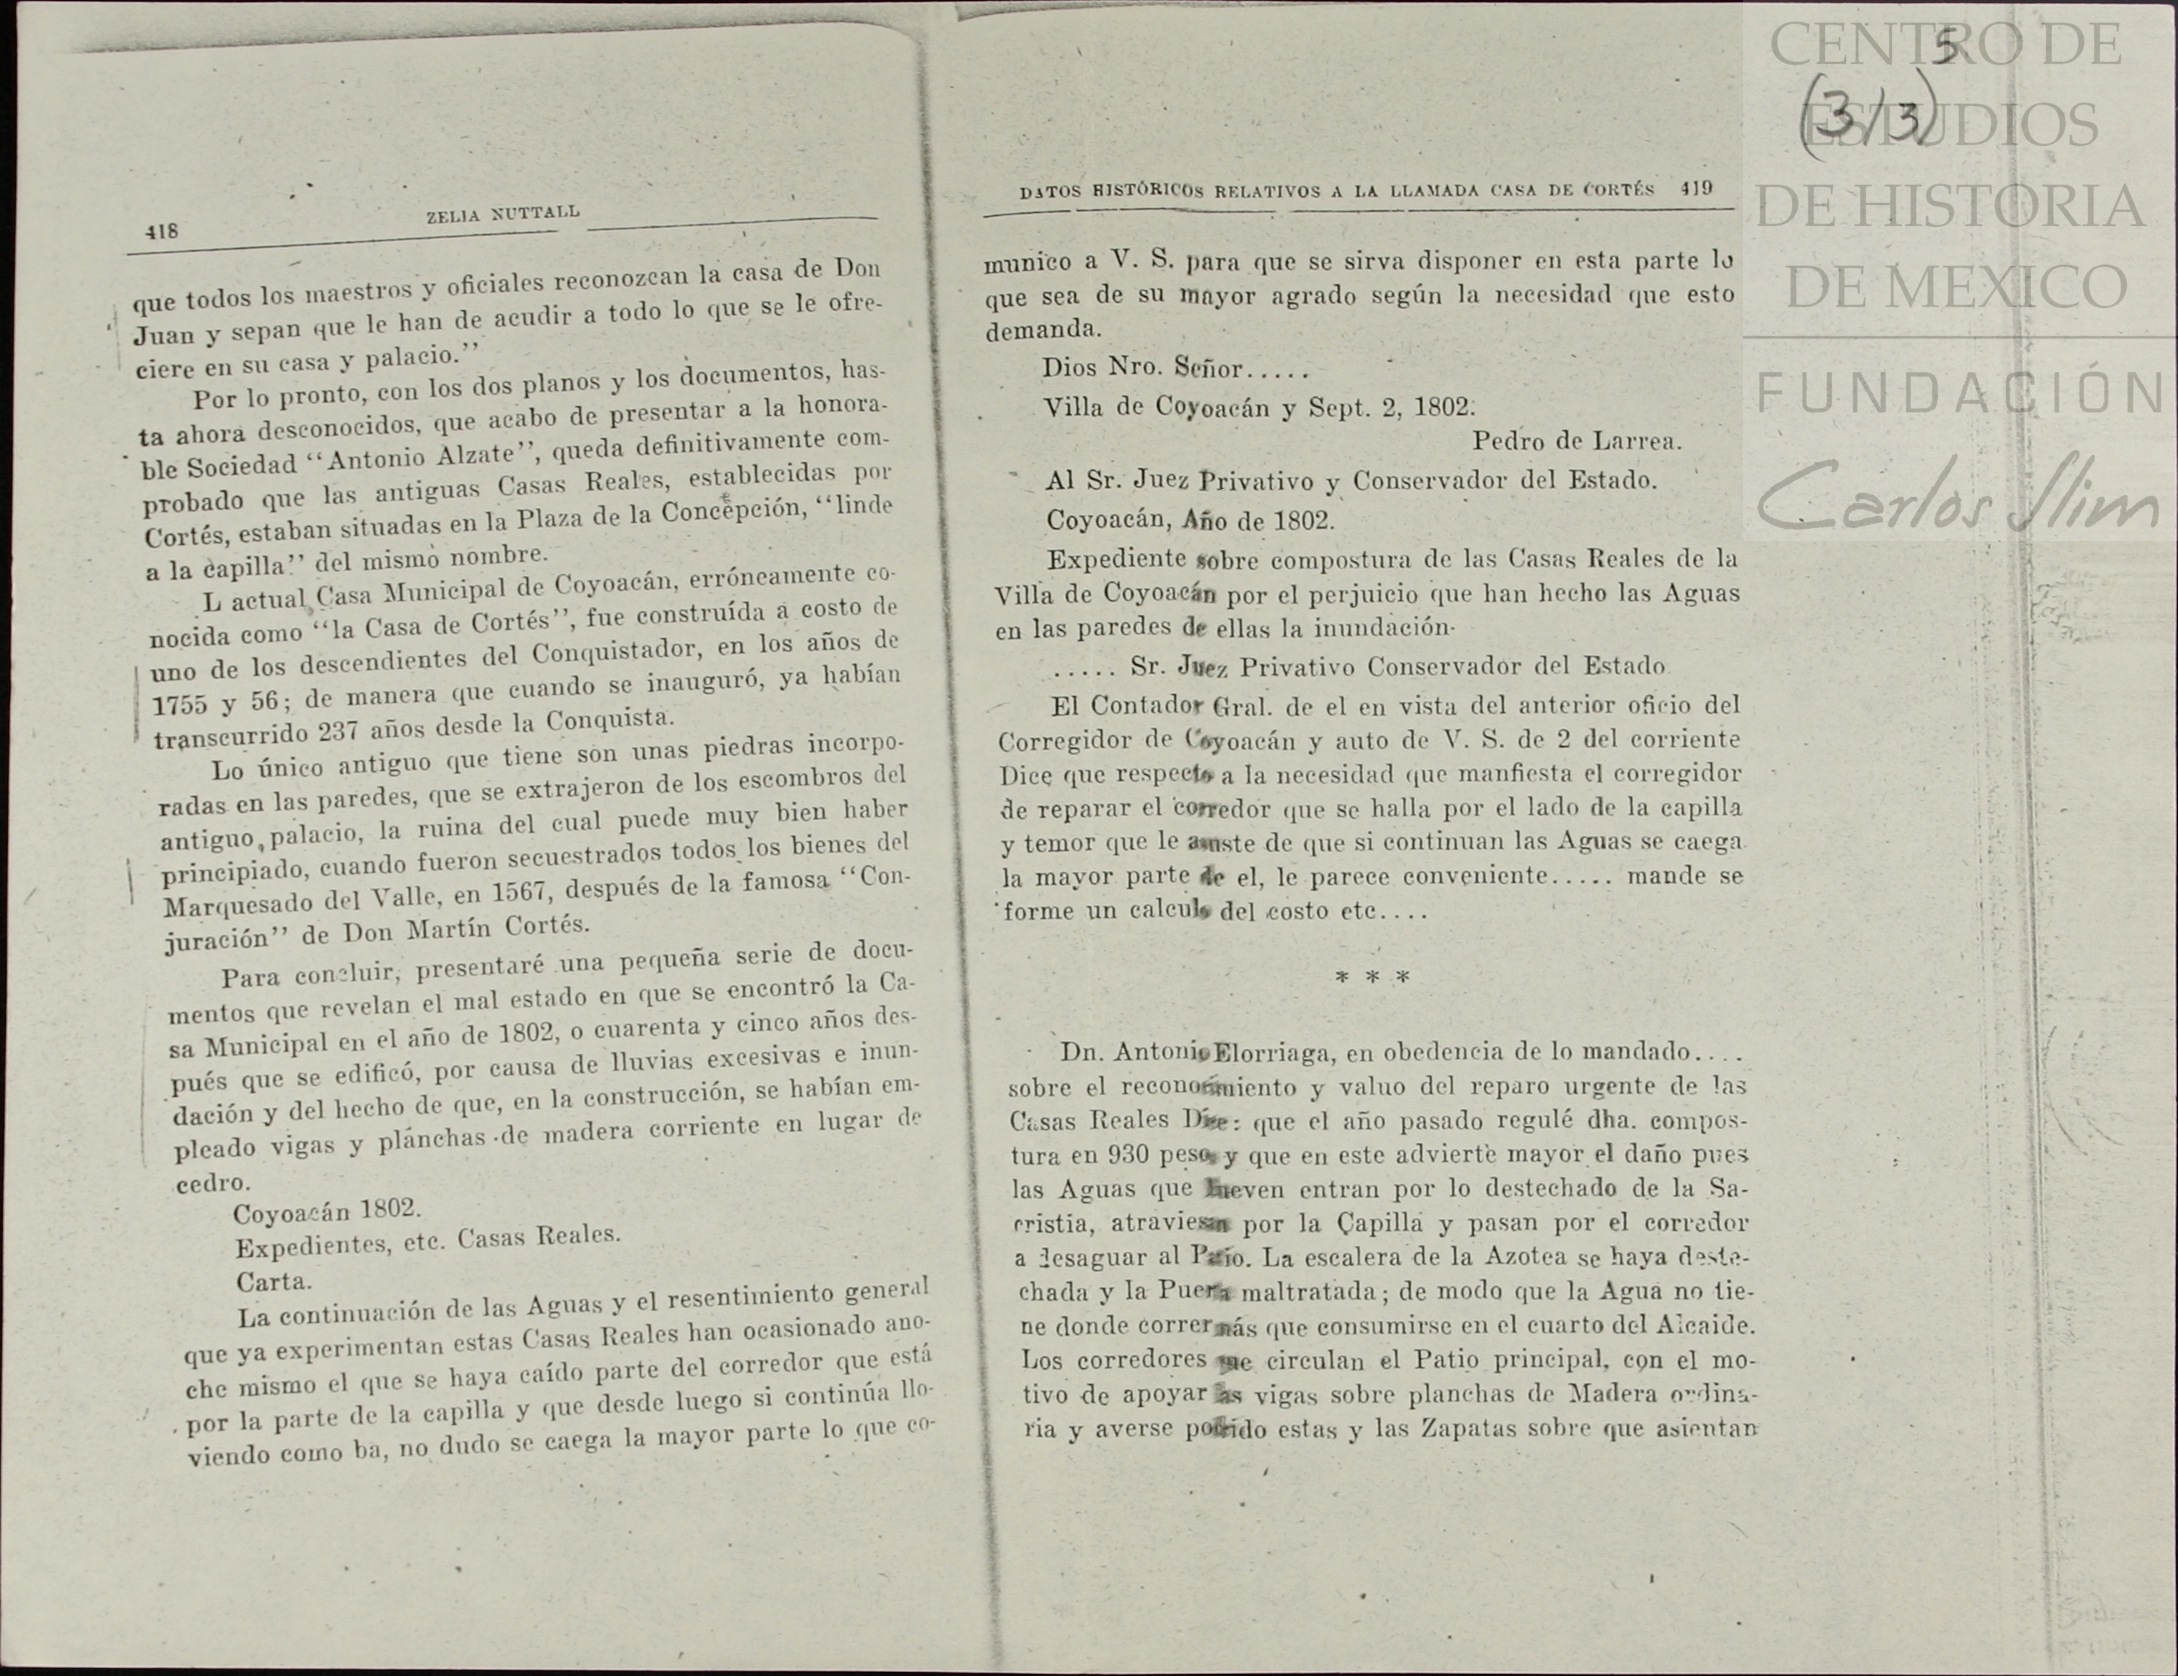 418
ZELIA NUTTALL
que todos los maestros y oficiales reconozcan la casa de Don
Juan y sepan que le han de acudir a todo lo que se le ofre-
ciere en su casa y palacio.''
Por lo pronto, con los dos planos y los documentos, has-
ta ahora desconocidos, que acabo de presentar a la honora-
ble Sociedad ''Antonio Alzate'', queda definitivamente com-
probado que las antiguas Casas Reales, establecidas por
Cortés, estaban situadas en la Plaza de la Concepción, ''linde
a la capilla'' del mismo nombre.
L actual Casa Municipal de Coyoacán, erróneamente co-
nocida como ''la Casa de Cortés'', fue construída a costo de
uno de los descendientes del Conquistador, en los años de
1755 y 56; de manera que cuando se inauguró, ya habían
transcurrido 237 años desde la Conquista.
Lo único antiguo que tiene son unas piedras incorpo-
radas en las paredes, que se extrajeron de los escombros del
antiguo palacio, la ruina del cual puede muy bien haber
principiado, cuando fueron secuestrados todos los bienes del
Marquesado del Valle, en 1567, después de la famosa ''Con-
juración'' de Don Martín Cortés.
Para concluir, presentaré una pequeña serie de docu-
mentos que revelan el mal estado en que se encontró la Ca-
sa Municipal en el año de 1802, o cuarenta y cinco años des-
pués que se edificó, por causa de lluvias excesivas e inun-
dación y del hecho de que, en la construcción, se habían em-
pleado vigas y planchas de madera corriente en lugar de
cedro.
Coyoacán 1802.
Expedientes, etc. Casas Reales.
Carta.
La continuación de las Aguas y el resentimiento general
que ya experimentan estas Casas Reales han ocasionado ano-
che mismo el que se haya caído parte del corredor que está
por la parte de la capilla y que desde luego si continúa llo-
viendo como ba, no dudo se caega la mayor parte lo que co-
DATOS HISTÓRICOS RELATIVOS A LA LLAMADA CASA DE CORTÉS 419
munico a V. S. para que se sirva disponer en esta parte lo
que sea de su mayor agrado según la necesidad que esto
demanda.
Dios Nro. Señor.....
Villa de Coyoacán y Sept. 2, 1802.
Pedro de Larrea.
Al Sr. Juez Privativo y Conservador del Estado.
Coyoacán, Año de 1802.
Expediente sobre compostura de las Casas Reales de la
Villa de Coyoacán por el perjuicio que han hecho las Aguas
en las paredes de ellas la inundación.
..... Sr. Juez Privativo Conservador del Estado
El Contador Gral. de el en vista del anterior oficio del
Corregidor de Coyoacán y auto de V. S. de 2 del corriente
Dice que respecto a la necesidad que manfiesta el corregidor
de reparar el corredor que se halla por el lado de la capilla
y temor que le de que si continuan las Aguas se caega
la mayor parte de el, le parece conveniente..... mande se
forme un calculo del costo etc....
* * *
Dn. Antonio Elorriaga, en obedencia de lo mandado....
sobre el reconocimiento y valuo del reparo urgente de las
Casas Reales Dice: que el año pasado regulé dha. compos-
tura en 930 pesos y que en este advierte mayor el daño pues
las Aguas que llueven entran por lo destechado de la Sa-
cristia, atraviesan por la Capilla y pasan por el corredor
a desaguar al Patio. La escalera de la Azotea se haya deste-
chada y la Puerta maltratada; de modo que la Agua no tie-
ne donde correr más que consumirse en el cuarto del Alcaide.
Los corredores que circulan el Patio principal, con el mo-
tivo de apoyar las vigas sobre planchas de Madera ordina-
ria y averse podrido estas y las Zapatas sobre que asientan
5
(3/3)
CENTRO DE
ESTUDIOS
DE HISTORIA
DE MEXICO
FUNDACIÓN
Carlos Slim